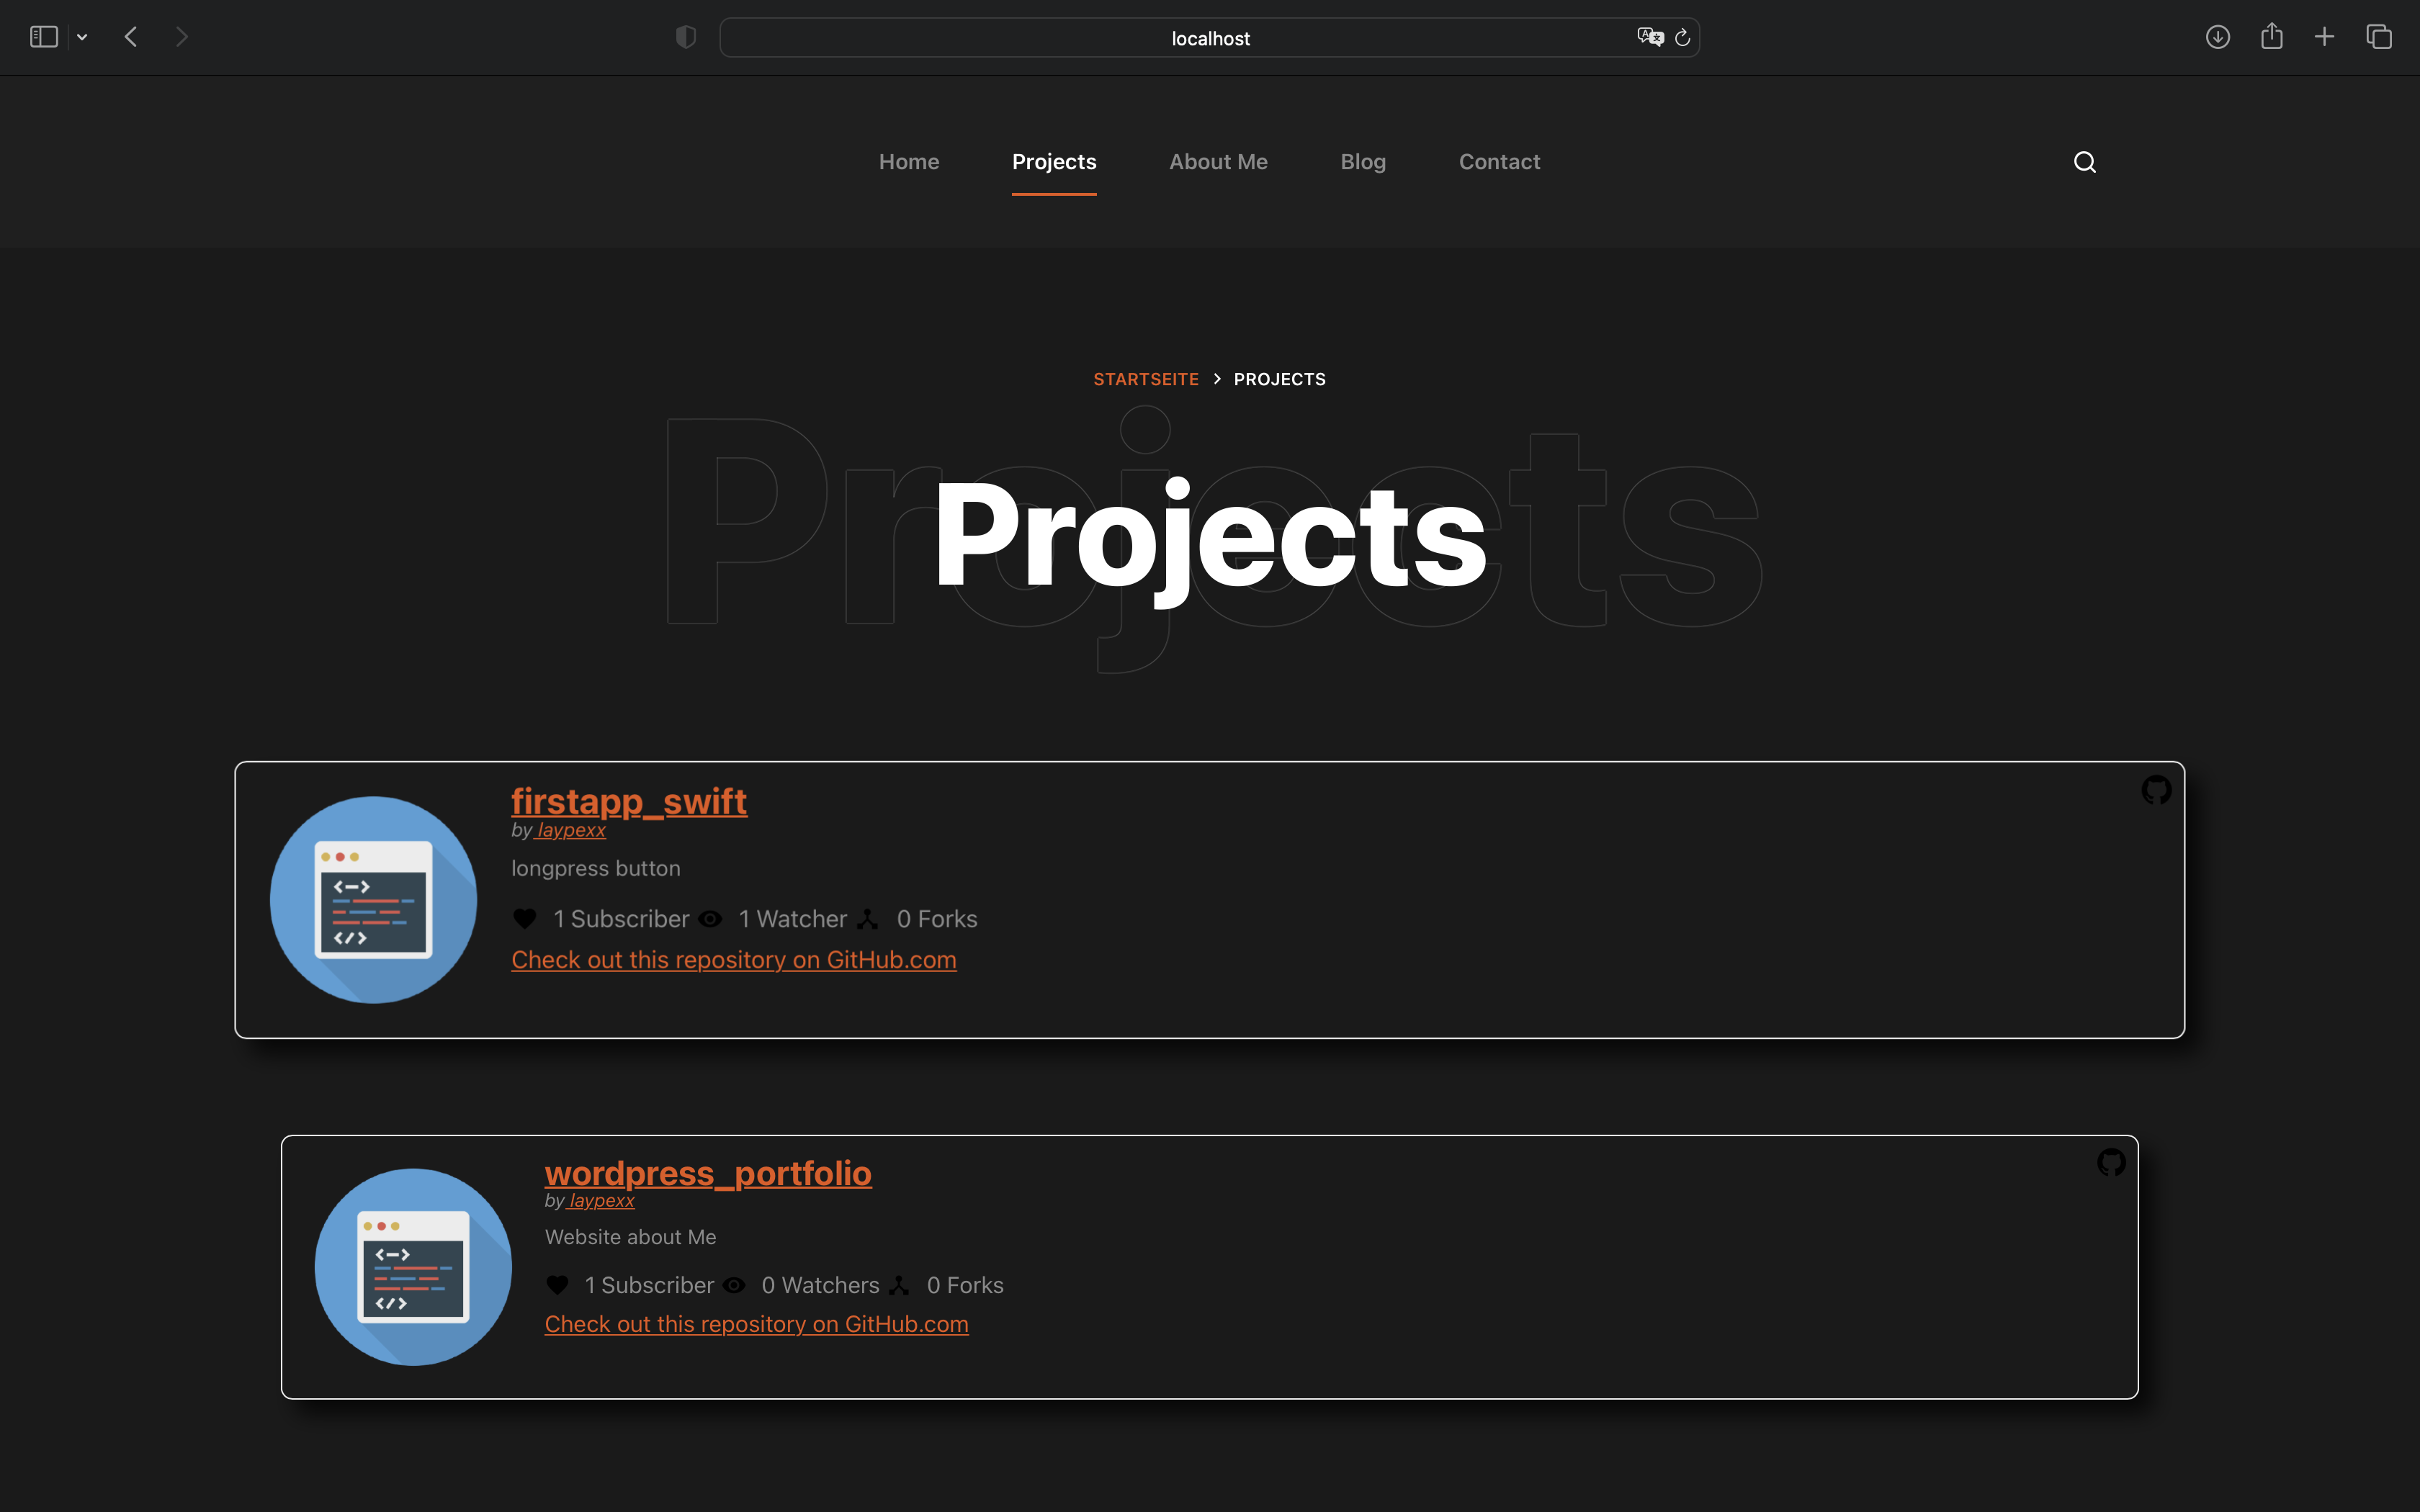 localhost
Home Projects About Me Blog Contact
STARTSEITE > PROJECTS
Projects
Projects
firstapp_swift
by laypexx
longpress button
1 Subscriber 1 Watcher 0 Forks
Check out this repository on GitHub.com
wordpress_portfolio
by laypexx
Website about Me
1 Subscriber 0 Watchers 0 Forks
Check out this repository on GitHub.com